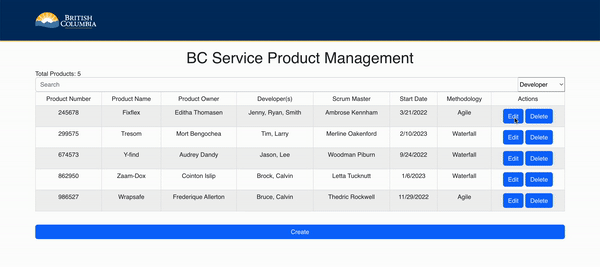 BRITISH
COLUMBIA
BC Service Product Management
Total Products: 5
Search Developer
Product Number Product Name Product Owner Developer(s) Scrum Master Start Date Methodology Actions
245678 Fixflex Editha Thomasen Jenny, Ryan, Smith Ambrose Kennham 3/21/2022 Agile Edit Delete
299575 Tresom Mort Bengochea Tim, Larry Merline Oakenford 2/10/2023 Waterfall Edit Delete
674573 Y-find Audrey Dandy Jason, Lee Woodman Piburn 9/24/2022 Waterfall Edit Delete
862950 Zaam-Dox Cointon Islip Brock, Calvin Letta Tucknutt 1/6/2023 Waterfall Edit Delete
986527 Wrapsafe Frederique Allerton Bruce, Calvin Thedric Rockwell 11/29/2022 Agile Edit Delete
Create